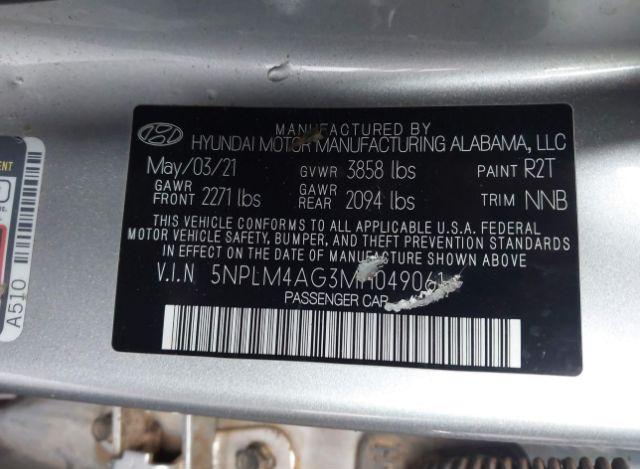 MANUFACTURED BY
HYUNDAI MOTOR MANUFACTURING ALABAMA, LLC
May/03/21 GVWR 3858 lbs PAINT R2T
GAWR FRONT 2271 lbs GAWR REAR 2094 lbs TRIM NNB
THIS VEHICLE CONFORMS TO ALL APPLICABLE U.S.A. FEDERAL
MOTOR VEHICLE SAFETY, BUMPER, AND THEFT PREVENTION STANDARDS
IN EFFECT ON THE DATE OF MANUFACTURE SHOWN ABOVE.
V.I.N
PASSENGER CAR
A510